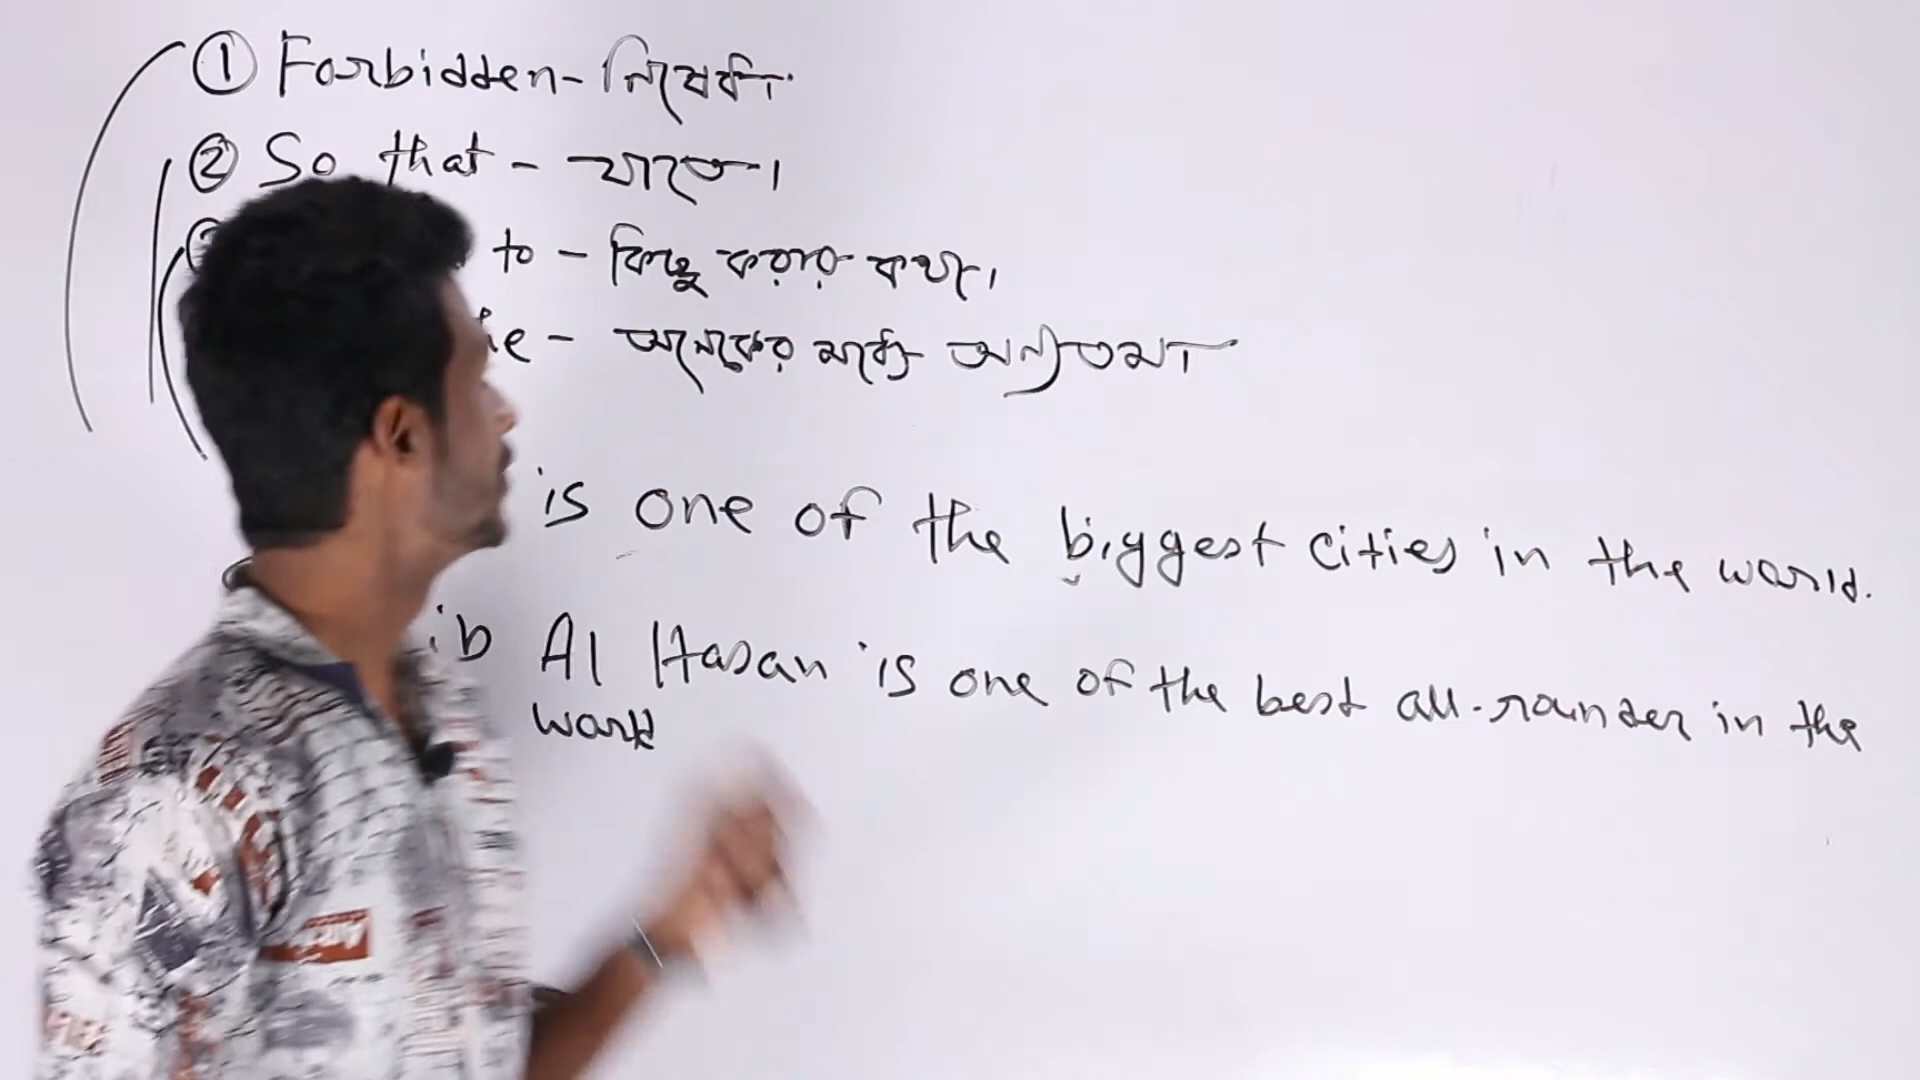 ① Forbidden - নিষেধ।
② So that - যাতে।
to - কিছু করার কথা।
- অনেকের মধ্যে অন্যতম।
is one of the biggest cities in the world.
ib Al Hasan is one of the best all-rounder in the
world